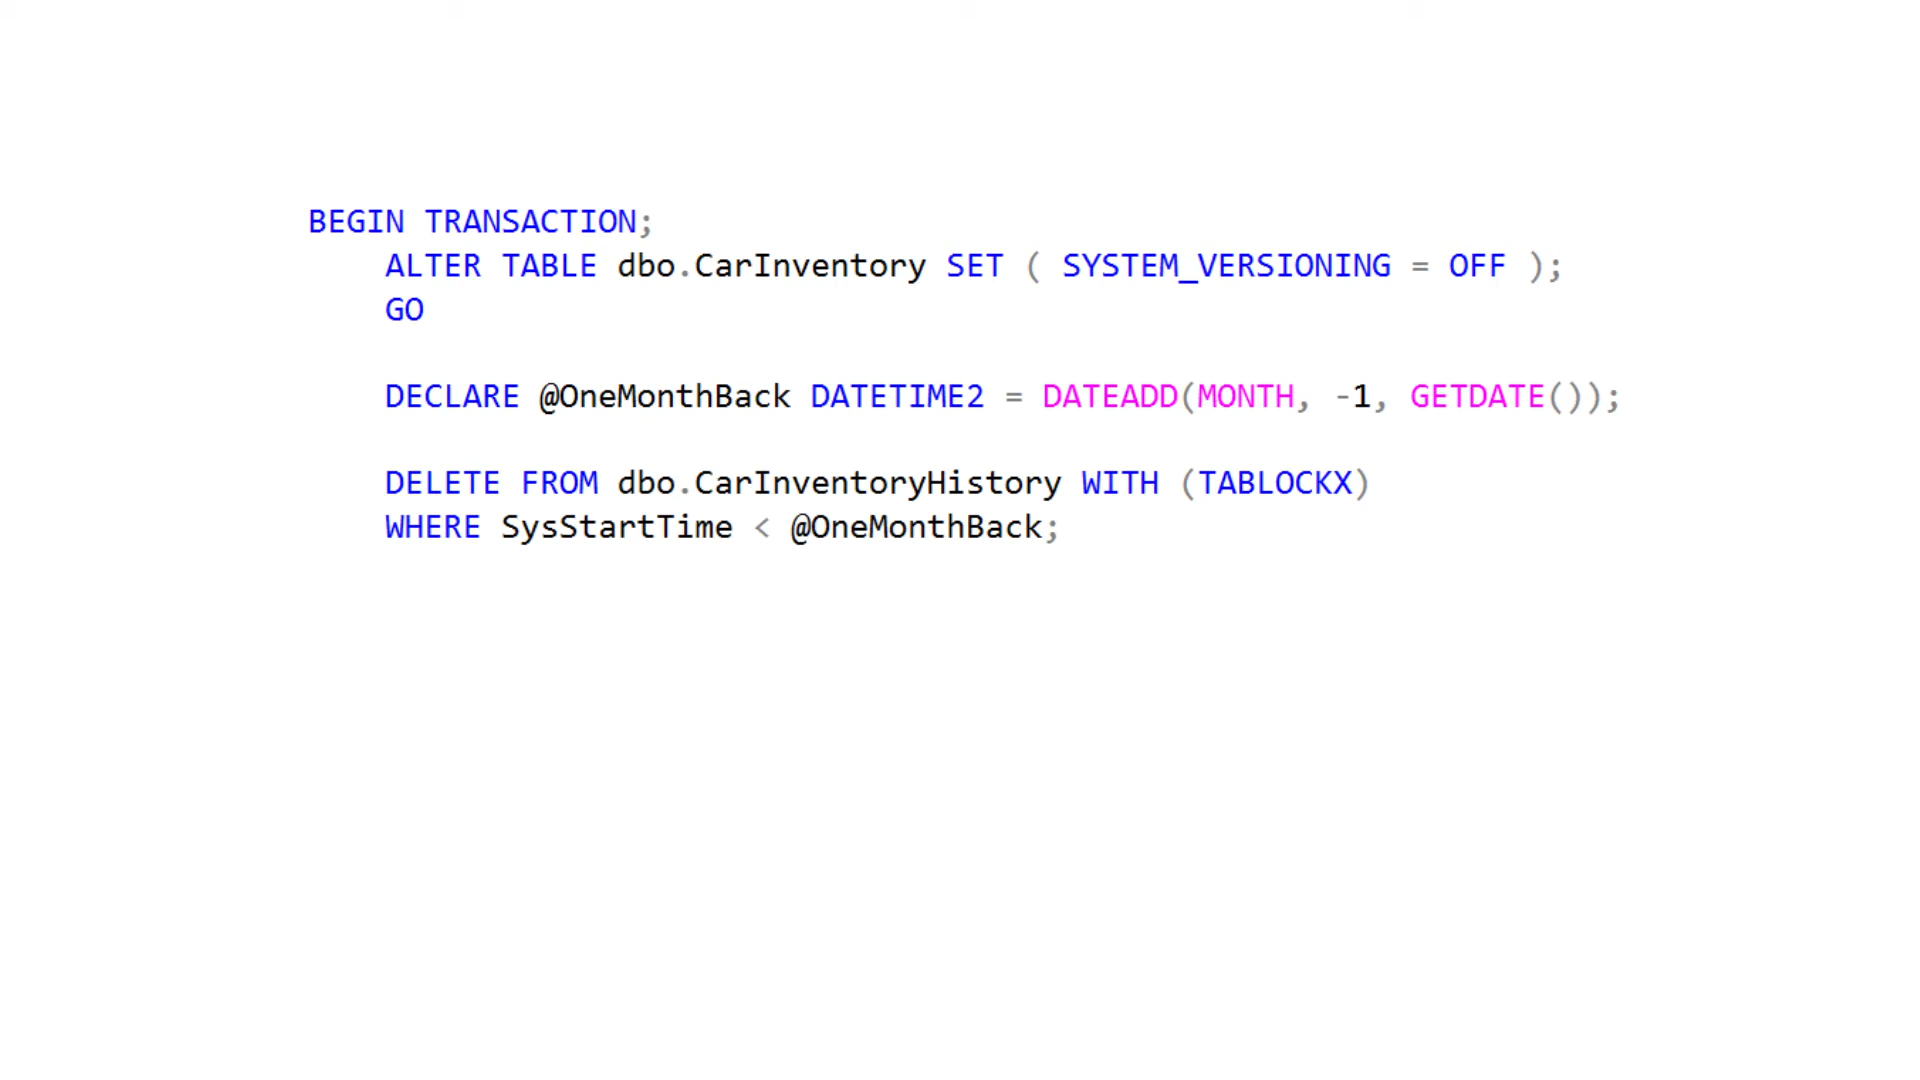 BEGIN TRANSACTION;
ALTER TABLE dbo.CarInventory SET ( SYSTEM_VERSIONING = OFF );
GO
DECLARE @OneMonthBack DATETIME2 = DATEADD(MONTH, -1, GETDATE());
DELETE FROM dbo.CarInventoryHistory WITH (TABLOCKX)
WHERE SysStartTime < @OneMonthBack;